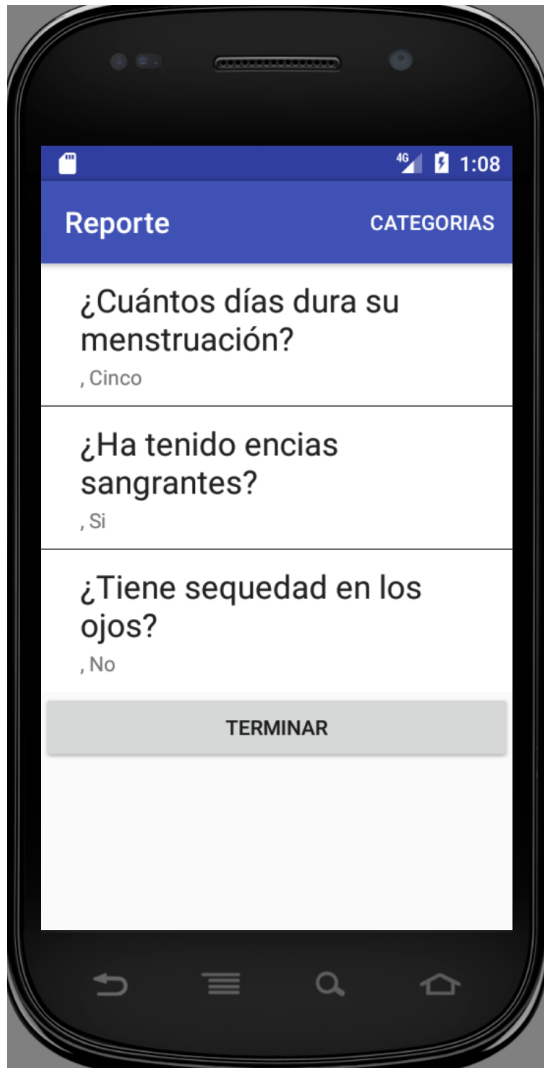 4G 1:08
Reporte CATEGORIAS
¿Cuántos días dura su
menstruación?
, Cinco
¿Ha tenido encias
sangrantes?
, Si
¿Tiene sequedad en los
ojos?
, No
TERMINAR